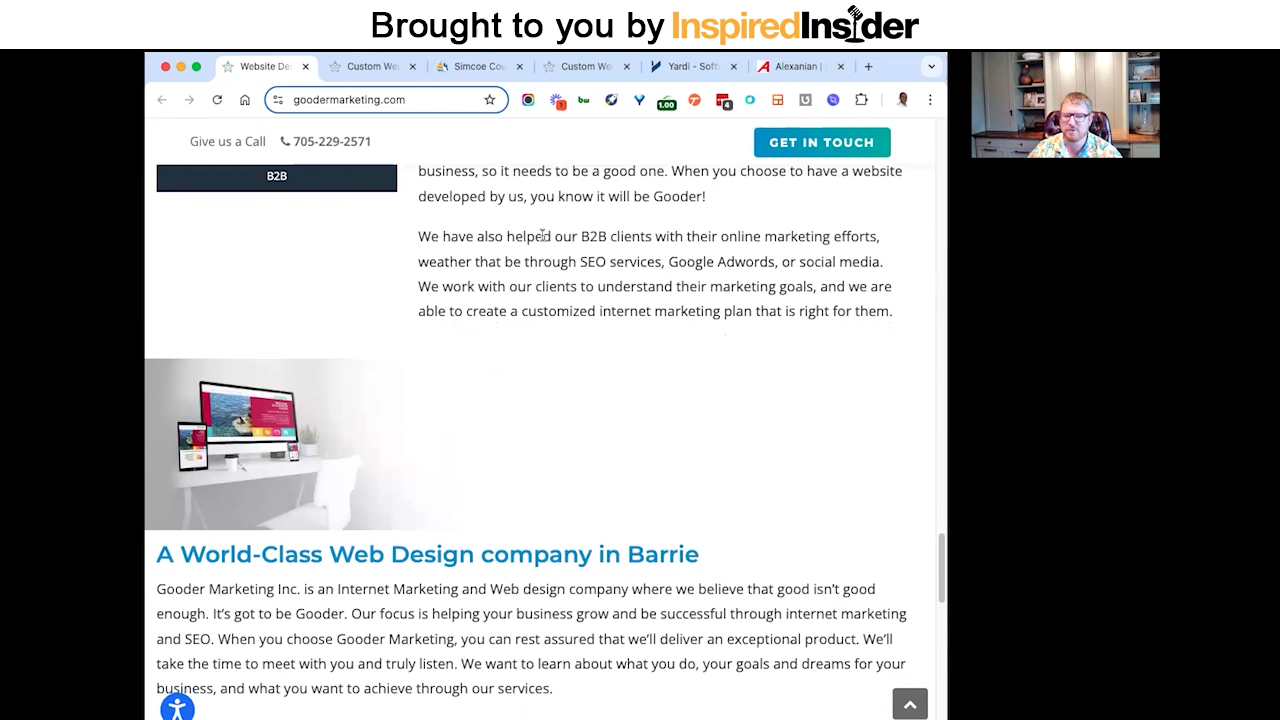 Brought to you by InspiredInsider
Website De
Custom We
Simcoe Cou
Custom We
Yardi - Soft
Alexanian |
goodermarketing.com
1
bw
1.00
4
Give us a Call 705-229-2571
GET IN TOUCH
B2B
business, so it needs to be a good one. When you choose to have a website
developed by us, you know it will be Gooder!
We have also helped our B2B clients with their online marketing efforts,
weather that be through SEO services, Google Adwords, or social media.
We work with our clients to understand their marketing goals, and we are
able to create a customized internet marketing plan that is right for them.
A World-Class Web Design company in Barrie
Gooder Marketing Inc. is an Internet Marketing and Web design company where we believe that good isn't good
enough. It's got to be Gooder. Our focus is helping your business grow and be successful through internet marketing
and SEO. When you choose Gooder Marketing, you can rest assured that we'll deliver an exceptional product. We'll
take the time to meet with you and truly listen. We want to learn about what you do, your goals and dreams for your
business, and what you want to achieve through our services.